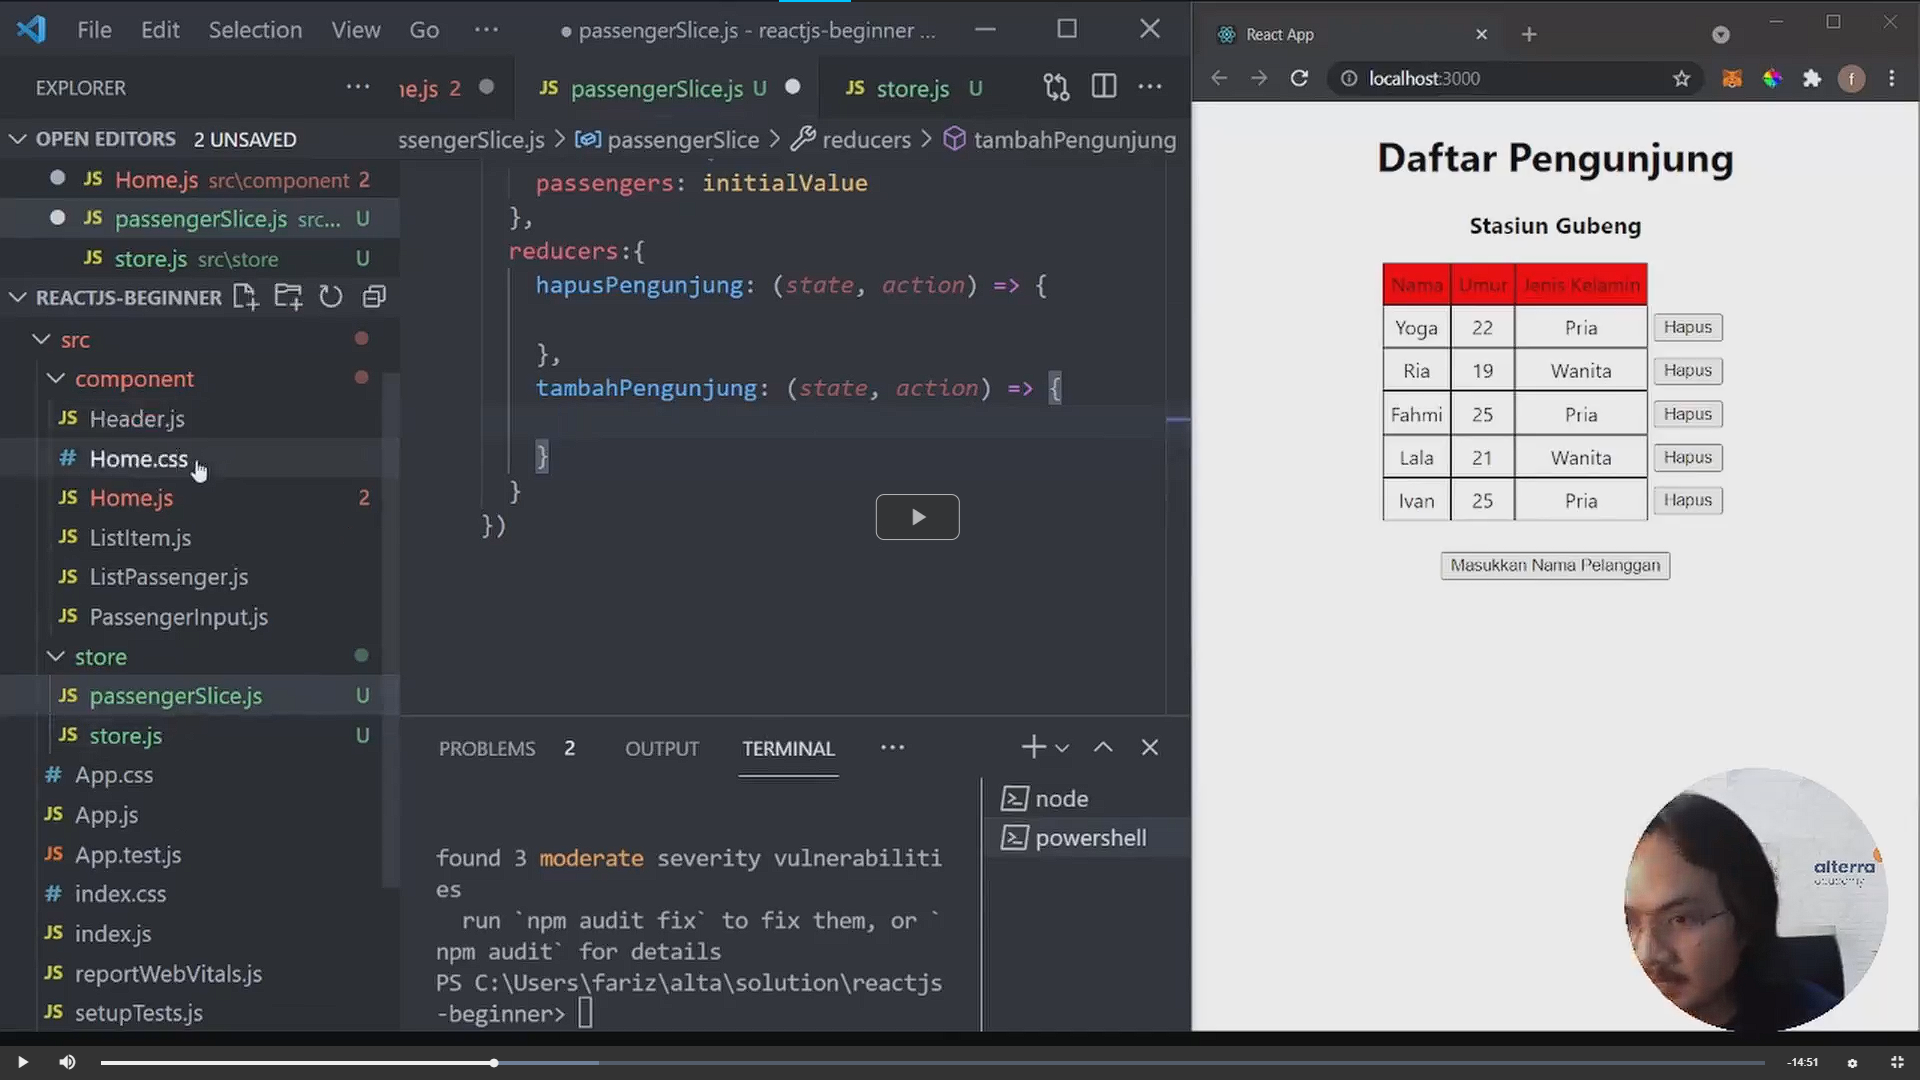 File Edit Selection View Go ··· ● passengerSlice.js - reactjs-beginner ...
EXPLORER ···
OPEN EDITORS 2 UNSAVED
JS Home.js src\component 2
JS passengerSlice.js src... U
JS store.js src\store U
REACTJS-BEGINNER
src
component
JS Header.js
# Home.css
JS Home.js 2
JS ListItem.js
JS ListPassenger.js
JS PassengerInput.js
store
JS passengerSlice.js U
JS store.js U
# App.css
JS App.js
JS App.test.js
# index.css
JS index.js
JS reportWebVitals.js
JS setupTests.js
ne.js 2 JS passengerSlice.js U JS store.js U ···
ssengerSlice.js > passengerSlice > reducers > tambahPengunjung
passengers: initialValue
},
reducers:{
hapusPengunjung: (state, action) => {
},
tambahPengunjung: (state, action) => {
}
}
})
PROBLEMS 2 OUTPUT TERMINAL ···
found 3 moderate severity vulnerabiliti
es
run `npm audit fix` to fix them, or `
npm audit` for details
PS C:\Users\fariz\alta\solution\reactjs
-beginner>
node
powershell
React App
localhost:3000
f
Daftar Pengunjung
Stasiun Gubeng
Nama Umur Jenis Kelamin
Yoga 22 Pria Hapus
Ria 19 Wanita Hapus
Fahmi 25 Pria Hapus
Lala 21 Wanita Hapus
Ivan 25 Pria Hapus
Masukkan Nama Pelanggan
alterra
academy
-14:51